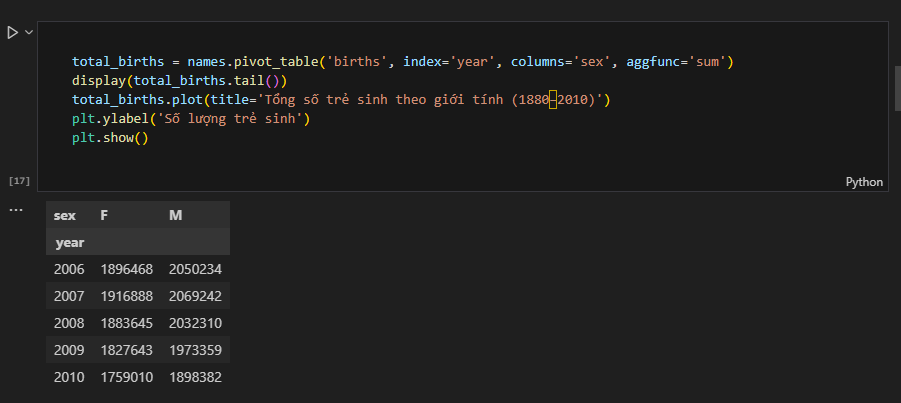 total_births = names.pivot_table('births', index='year', columns='sex', aggfunc='sum')
display(total_births.tail())
total_births.plot(title='Tổng số trẻ sinh theo giới tính (1880–2010)')
plt.ylabel('Số lượng trẻ sinh')
plt.show()
[17]
Python
...
sex F M
year
2006 1896468 2050234
2007 1916888 2069242
2008 1883645 2032310
2009 1827643 1973359
2010 1759010 1898382